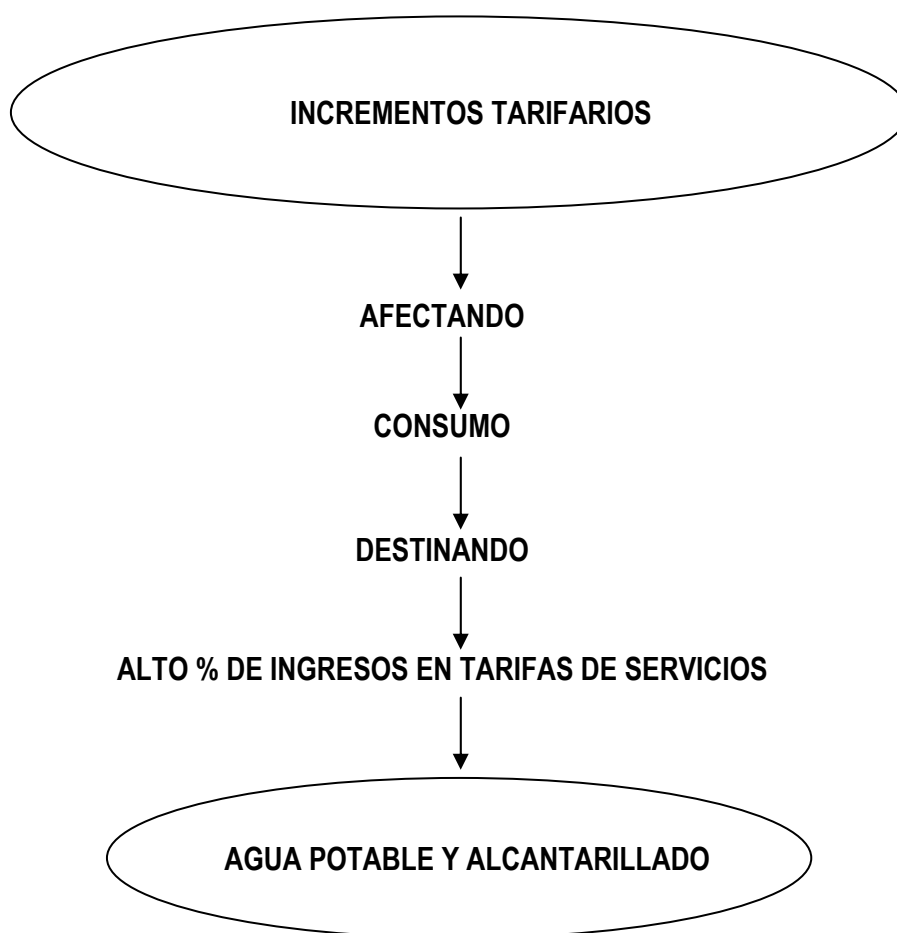 INCREMENTOS TARIFARIOS
AFECTANDO
CONSUMO
DESTINANDO
ALTO % DE INGRESOS EN TARIFAS DE SERVICIOS
AGUA POTABLE Y ALCANTARILLADO